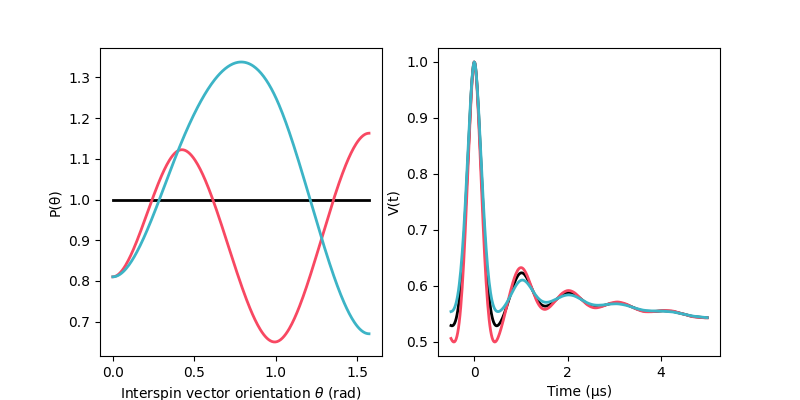 P(θ)
1.3
1.2
1.1
1.0
0.9
0.8
0.7
0.0 0.5 1.0 1.5
Interspin vector orientation θ (rad)
V(t)
1.0
0.9
0.8
0.7
0.6
0.5
0 2 4
Time (μs)